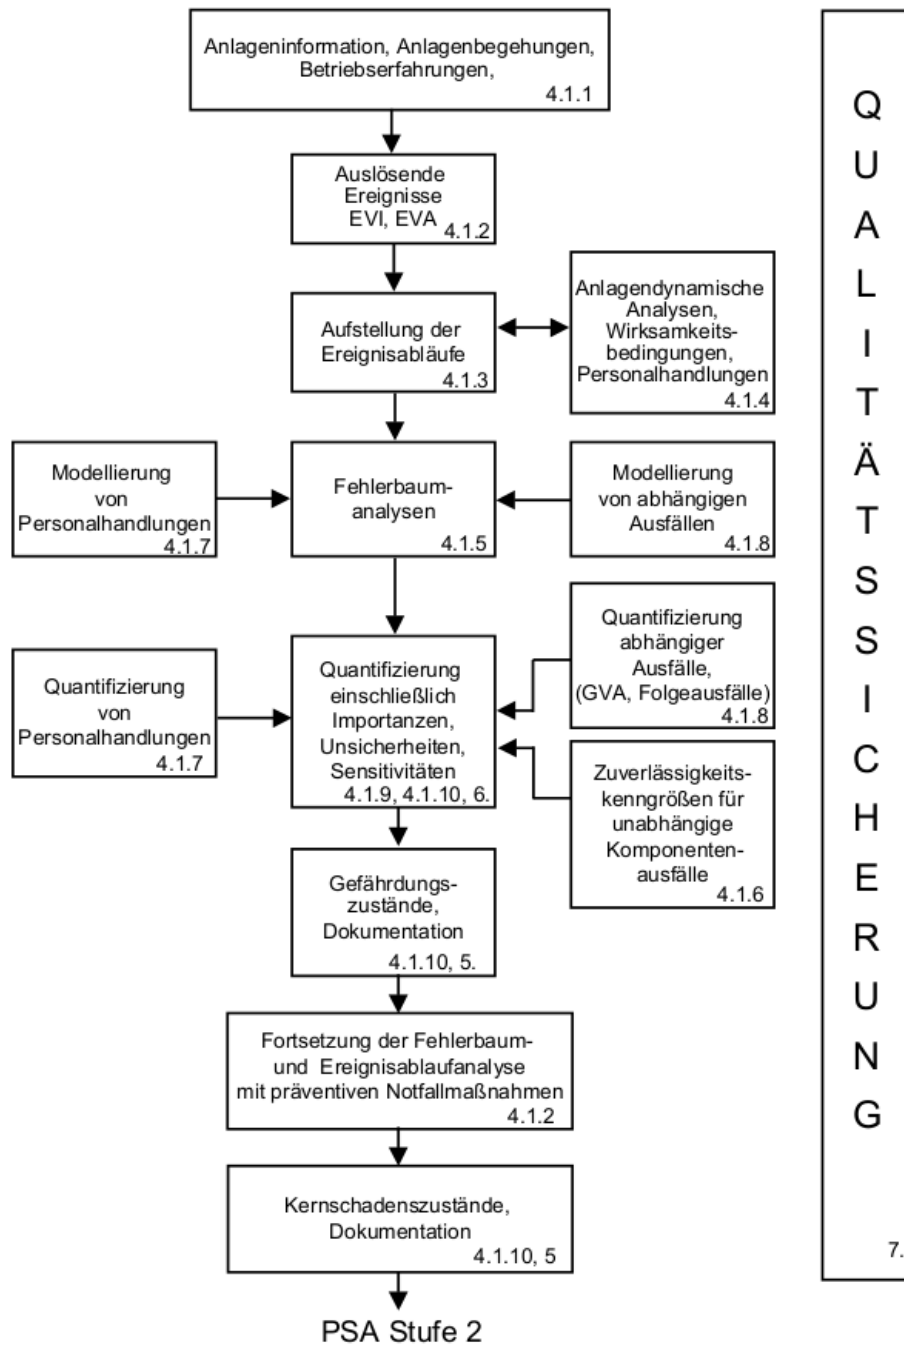 Anlageninformation, Anlagenbegehungen,
Betriebserfahrungen,
4.1.1
Auslösende
Ereignisse
EVI, EVA
4.1.2
Aufstellung der
Ereignisabläufe
4.1.3
Anlagendynamische
Analysen,
Wirksamkeits-
bedingungen,
Personalhandlungen
4.1.4
Modellierung
von
Personalhandlungen
4.1.7
Fehlerbaum-
analysen
4.1.5
Modellierung
von abhängigen
Ausfällen
4.1.8
Quantifizierung
von
Personalhandlungen
4.1.7
Quantifizierung
einschließlich
Importanzen,
Unsicherheiten,
Sensitivitäten
4.1.9, 4.1.10, 6.
Quantifizierung
abhängiger
Ausfälle,
(GVA, Folgeausfälle)
4.1.8
Zuverlässigkeits-
kenngrößen für
unabhängige
Komponenten-
ausfälle
4.1.6
Gefährdungs-
zustände,
Dokumentation
4.1.10, 5.
Fortsetzung der Fehlerbaum-
und Ereignisablaufanalyse
mit präventiven Notfallmaßnahmen
4.1.2
Kernschadenszustände,
Dokumentation
4.1.10, 5
PSA Stufe 2
QUALITÄTSSICHERUNG
7.